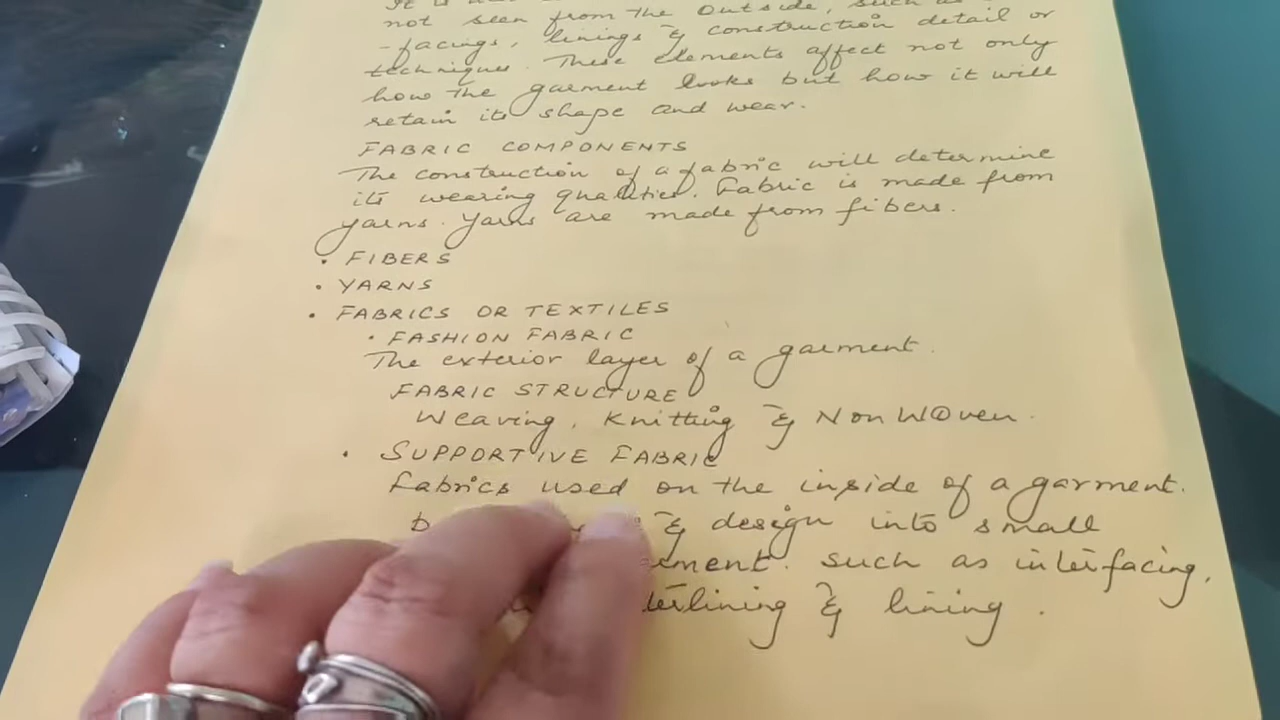 not seen from the outside, such as
-facings, linings & construction detail or
techniques. These elements affect not only
how the garment looks but how it will
retain its shape and wear.
FABRIC COMPONENTS
The construction of a fabric will determine
its wearing qualities. Fabric is made from
yarns. Yarns are made from fibers.
• FIBERS
• YARNS
• FABRICS OR TEXTILES
• FASHION FABRIC
The exterior layer of a garment.
FABRIC STRUCTURE
Weaving, Knitting & Non Woven.
• SUPPORTIVE FABRIC
Fabrics used on the inside of a garment.
& design into small
such as interfacing,
& lining.